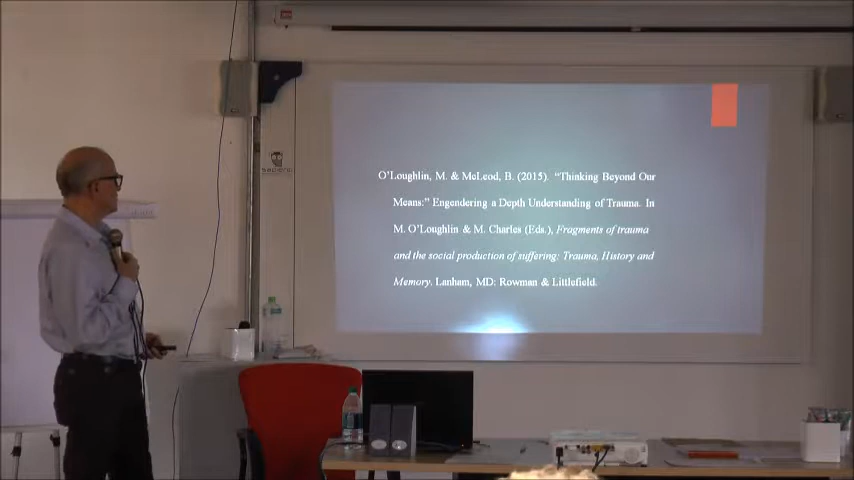 sapere
O'Loughlin, M. & McLeod, B. (2015). "Thinking Beyond Our
Means:" Engendering a Depth Understanding of Trauma. In
M. O'Loughlin & M. Charles (Eds.), Fragments of trauma
and the social production of suffering: Trauma, History and
Memory. Lanham, MD: Rowman & Littlefield.